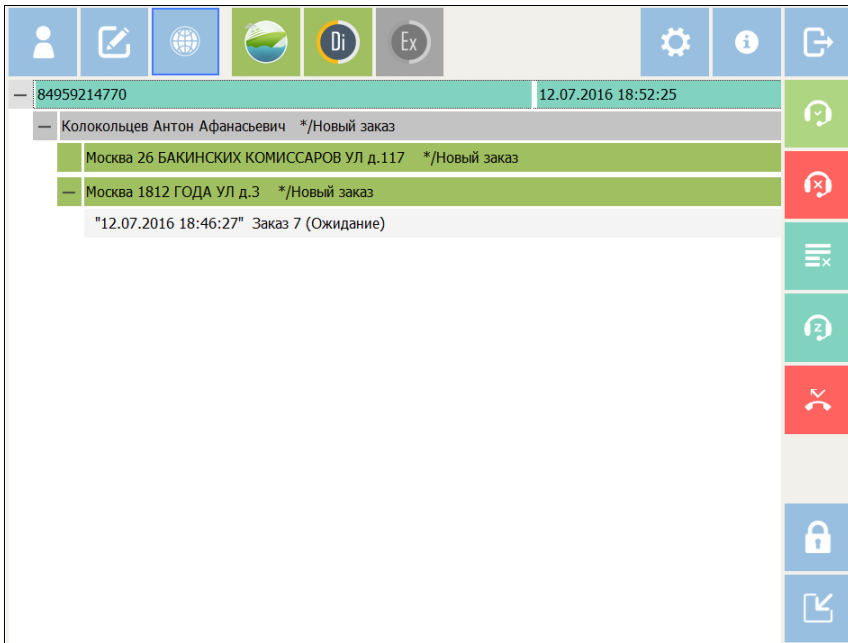 Di Ex
84959214770 12.07.2016 18:52:25
Колокольцев Антон Афанасьевич */Новый заказ
Москва 26 БАКИНСКИХ КОМИССАРОВ УЛ д.117 */Новый заказ
Москва 1812 ГОДА УЛ д.3 */Новый заказ
"12.07.2016 18:46:27" Заказ 7 (Ожидание)